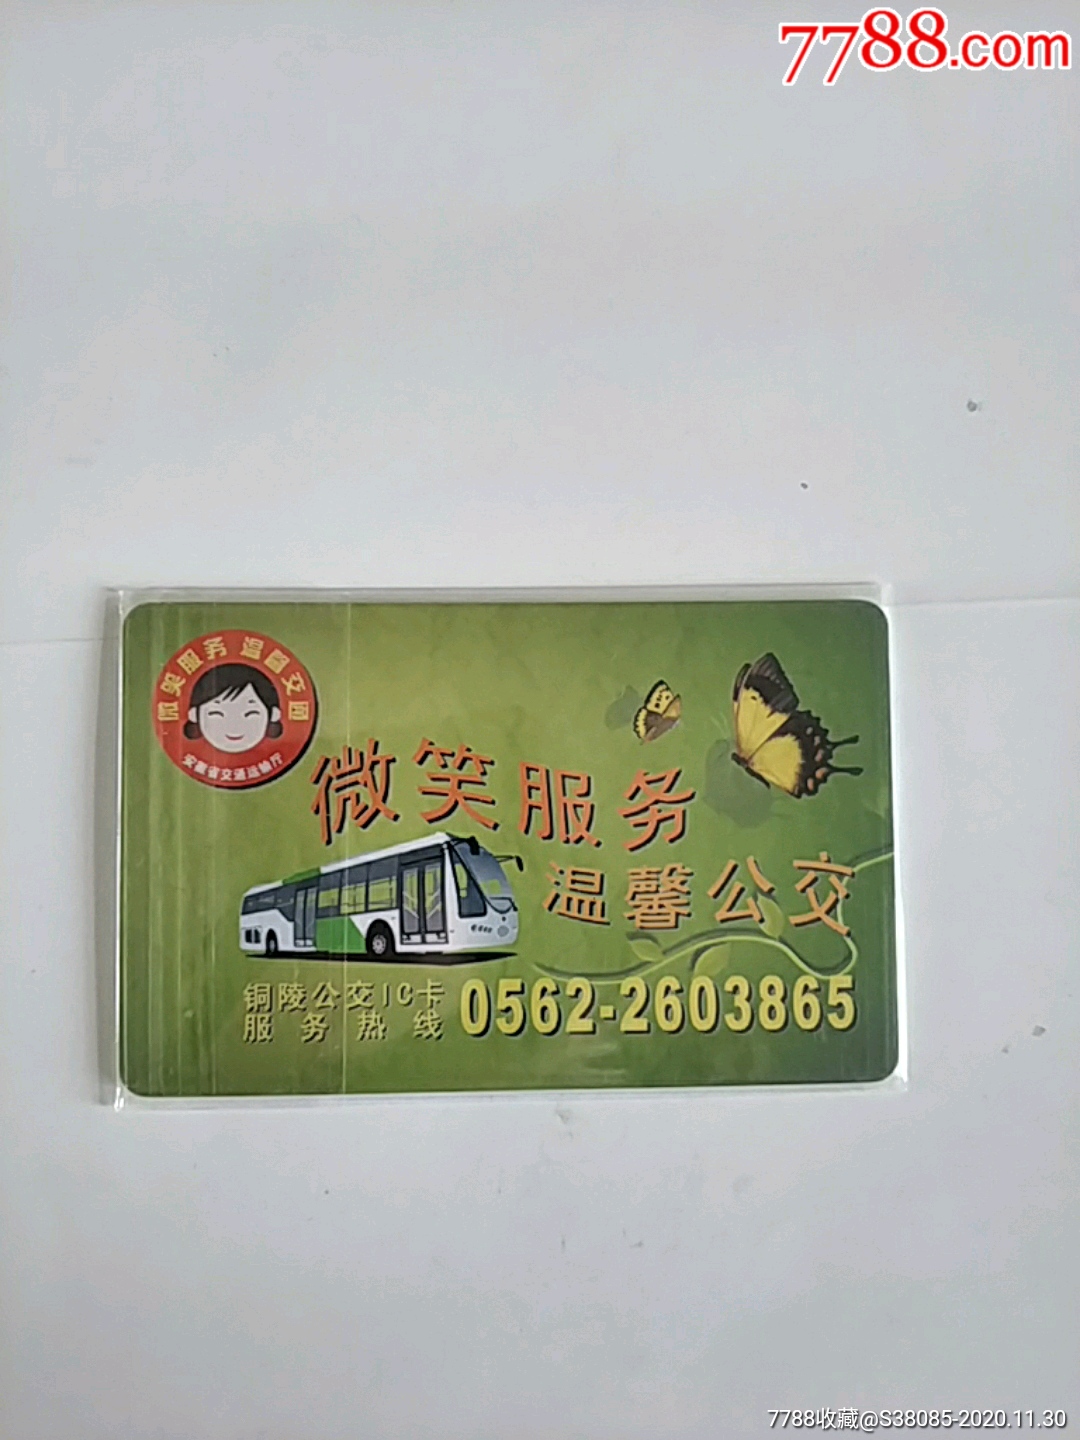 7788.com
微笑服务 温馨交通
安徽省交通运输厅
微笑服务
温馨公交
铜陵公交IC卡
服务热线
0562-2603865
7788收藏@S38085-2020.11.30